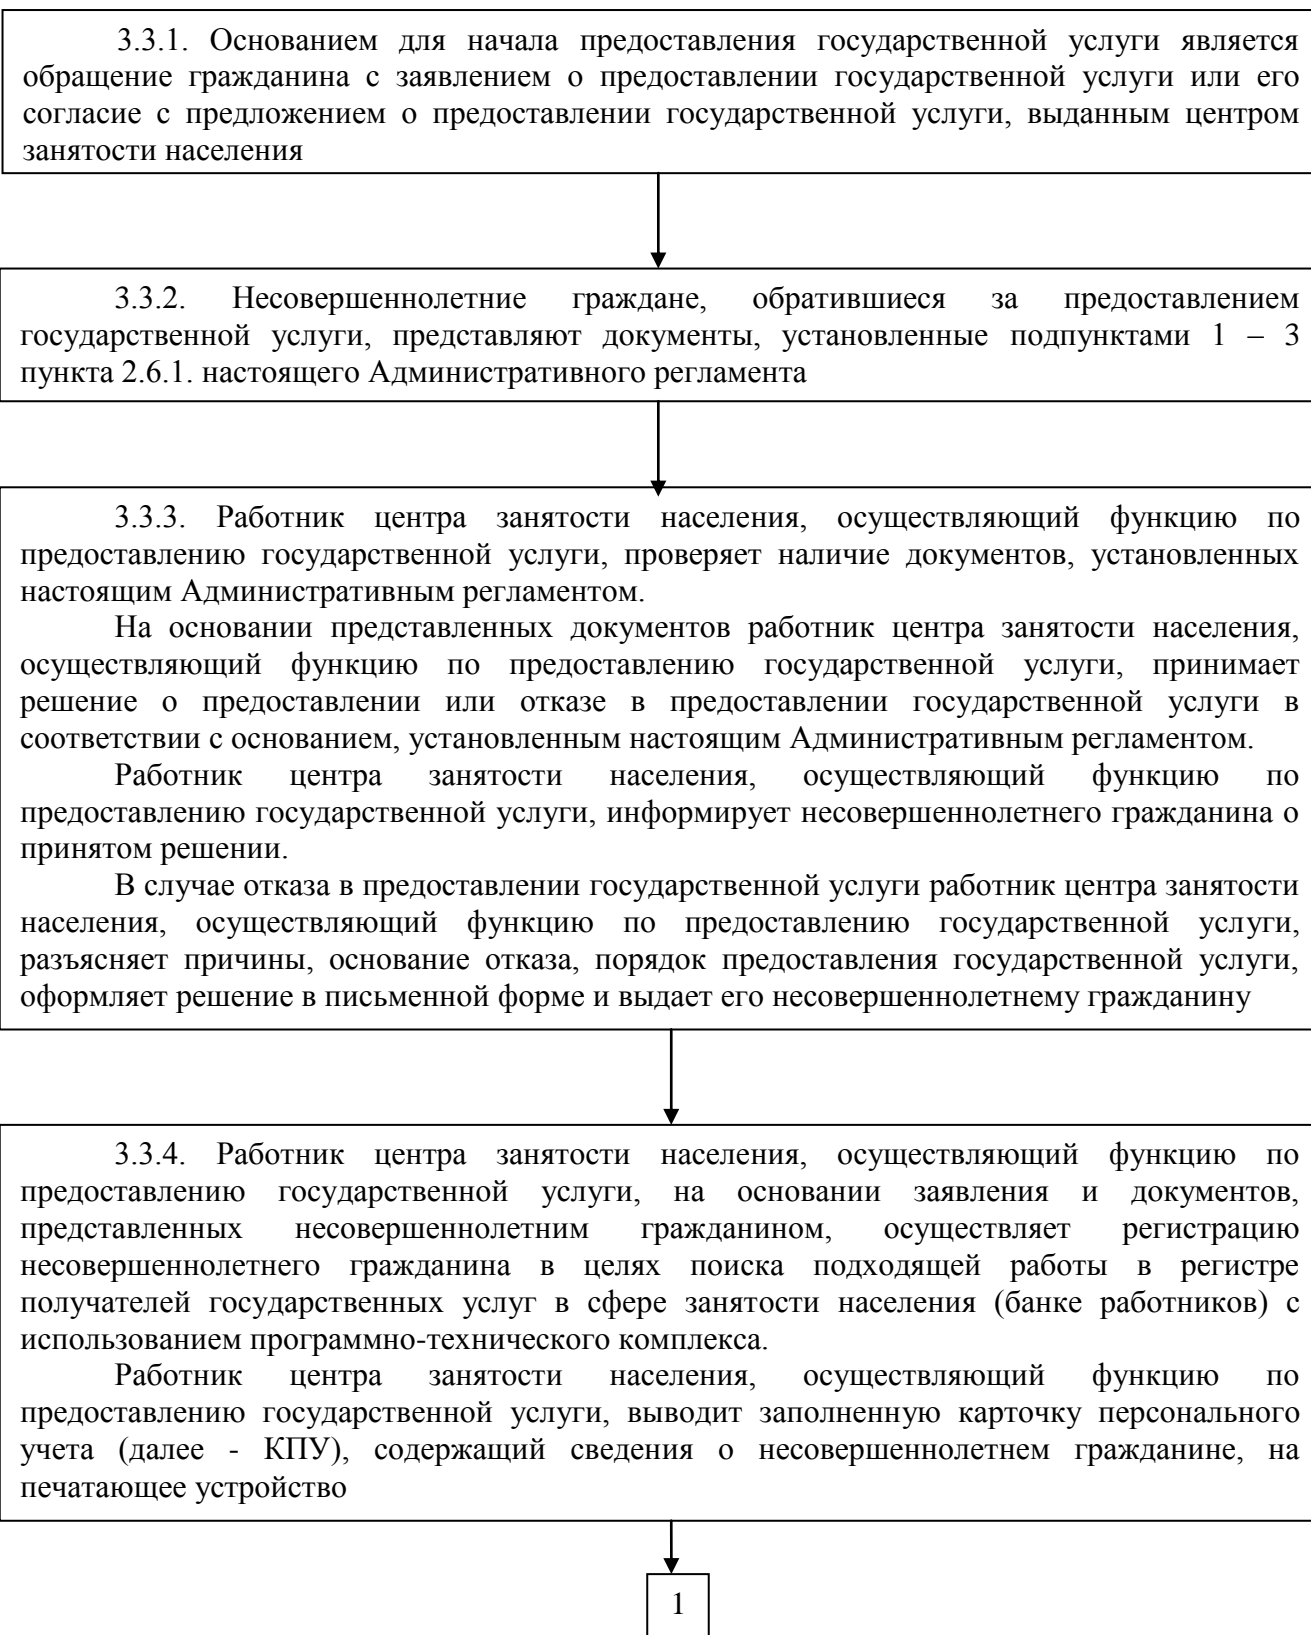 3.3.1. Основанием для начала предоставления государственной услуги является
обращение гражданина с заявлением о предоставлении государственной услуги или его
согласие с предложением о предоставлении государственной услуги, выданным центром
занятости населения
3.3.2. Несовершеннолетние граждане, обратившиеся за предоставлением
государственной услуги, представляют документы, установленные подпунктами 1 – 3
пункта 2.6.1. настоящего Административного регламента
3.3.3. Работник центра занятости населения, осуществляющий функцию по
предоставлению государственной услуги, проверяет наличие документов, установленных
настоящим Административным регламентом.
На основании представленных документов работник центра занятости населения,
осуществляющий функцию по предоставлению государственной услуги, принимает
решение о предоставлении или отказе в предоставлении государственной услуги в
соответствии с основанием, установленным настоящим Административным регламентом.
Работник центра занятости населения, осуществляющий функцию по
предоставлению государственной услуги, информирует несовершеннолетнего гражданина о
принятом решении.
В случае отказа в предоставлении государственной услуги работник центра занятости
населения, осуществляющий функцию по предоставлению государственной услуги,
разъясняет причины, основание отказа, порядок предоставления государственной услуги,
оформляет решение в письменной форме и выдает его несовершеннолетнему гражданину
3.3.4. Работник центра занятости населения, осуществляющий функцию по
предоставлению государственной услуги, на основании заявления и документов,
представленных несовершеннолетним гражданином, осуществляет регистрацию
несовершеннолетнего гражданина в целях поиска подходящей работы в регистре
получателей государственных услуг в сфере занятости населения (банке работников) с
использованием программно-технического комплекса.
Работник центра занятости населения, осуществляющий функцию по
предоставлению государственной услуги, выводит заполненную карточку персонального
учета (далее - КПУ), содержащий сведения о несовершеннолетнем гражданине, на
печатающее устройство
1